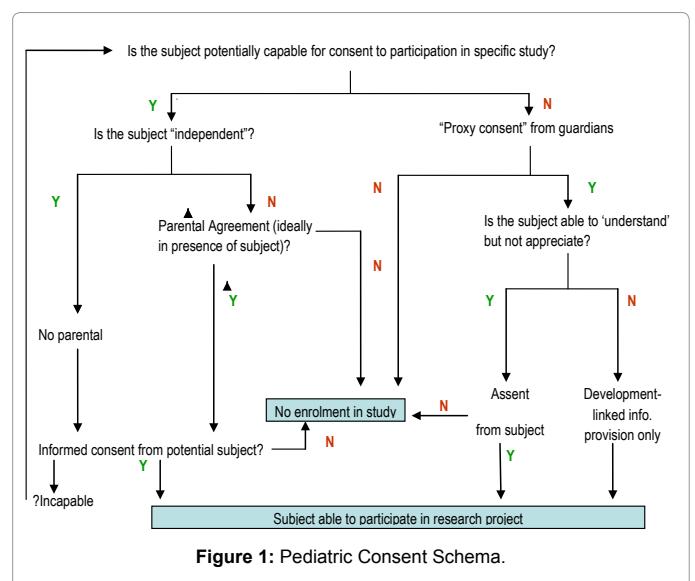 Is the subject potentially capable for consent to participation in specific study?
Y
N
Is the subject “independent”?
“Proxy consent” from guardians
Y
N
N
Y
Parental Agreement (ideally
in presence of subject)?
Is the subject able to ‘understand’
but not appreciate?
N
Y
Y
N
No parental
Assent
from subject
Development-
linked info.
provision only
No enrolment in study
N
N
Informed consent from potential subject?
Y
Y
?Incapable
Subject able to participate in research project
Figure 1: Pediatric Consent Schema.